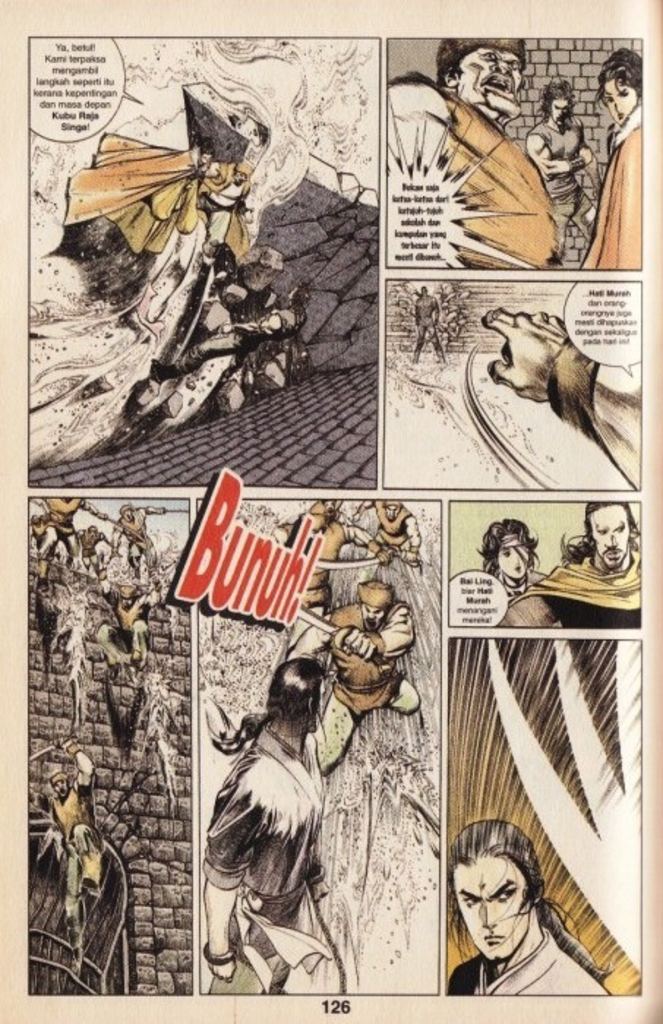 Ya, betul!
Kami terpaksa
mengambil
langkah seperti itu
kerana kepentingan
dan masa depan
Kubu Raja
Singa!
Bukan saja
ketua-ketua dari
ketujuh-tujuh
sekolah dan
kumpulan yang
terbesar itu
mesti dibunuh...
...Hati Murah
dan orang-
orangnya juga
mesti dihapuskan
dengan sekaligus
pada hari ini!
Bunuh!
Bai Ling,
biar Hati
Murah
menangani
mereka!
126